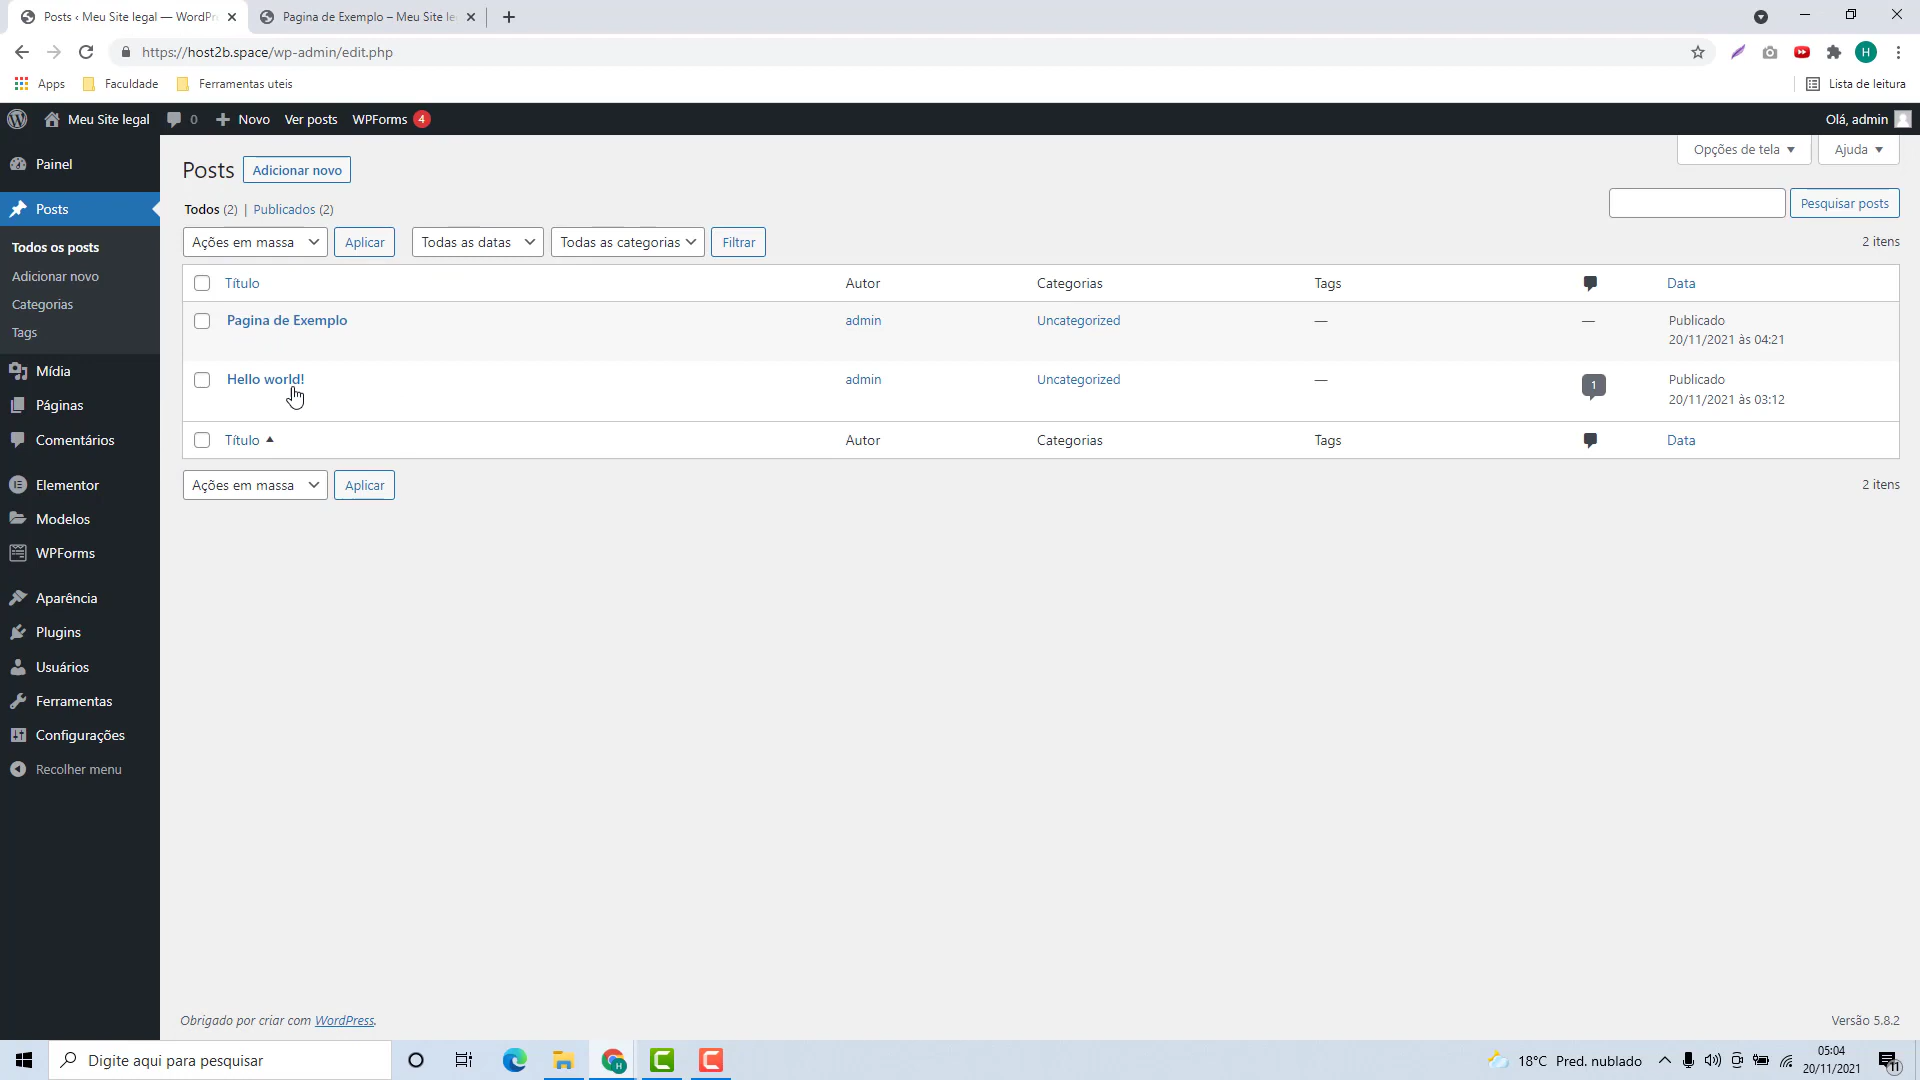 Posts ‹ Meu Site legal — WordPr
Pagina de Exemplo – Meu Site le
https://host2b.space/wp-admin/edit.php
H
Apps
Faculdade
Ferramentas uteis
Lista de leitura
Meu Site legal
0
Novo
Ver posts
WPForms 4
Olá, admin
Painel
Posts
Todos os posts
Adicionar novo
Categorias
Tags
Mídia
Páginas
Comentários
Elementor
Modelos
WPForms
Aparência
Plugins
Usuários
Ferramentas
Configurações
Recolher menu
Posts
Adicionar novo
Opções de tela
Ajuda
Todos (2) | Publicados (2)
Pesquisar posts
Ações em massa
Aplicar
Todas as datas
Todas as categorias
Filtrar
2 itens
Título Autor Categorias Tags Data
Pagina de Exemplo admin Uncategorized — — Publicado
20/11/2021 às 04:21
Hello world! admin Uncategorized — 1 Publicado
20/11/2021 às 03:12
Título Autor Categorias Tags Data
Ações em massa
Aplicar
2 itens
Obrigado por criar com WordPress.
Versão 5.8.2
Digite aqui para pesquisar
H
18°C Pred. nublado
05:04
20/11/2021
11